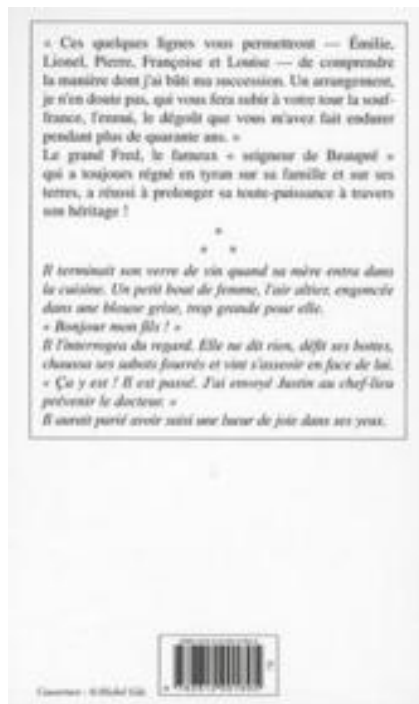 « Ces quelques lignes vous permettront — Émilie,
Lionel, Pierre, Françoise et Louise — de comprendre
la manière dont j'ai bâti ma succession. Un arrangement,
je n'en doute pas, qui vous fera subir à votre tour la souf-
france, l'ennui, le dégoût que vous m'avez fait endurer
pendant plus de quarante ans. »
Le grand Fred, le fameux « seigneur de Beaupré »
qui a toujours régné en tyran sur sa famille et sur ses
terres, a réussi à prolonger sa toute-puissance à travers
son héritage !
*
* *
Il terminait son verre de vin quand sa mère entra dans
la cuisine. Un petit bout de femme, l'air altier, engoncée
dans une blouse grise, trop grande pour elle.
« Bonjour mon fils ! »
Il l'interrogea du regard. Elle ne dit rien, défit ses bottes,
chaussa ses sabots fourrés et vint s'asseoir en face de lui.
« Ça y est ! Il est passé. J'ai envoyé Justin au chef-lieu
prévenir le docteur. »
Il aurait parié avoir saisi une lueur de joie dans ses yeux.
Couverture :